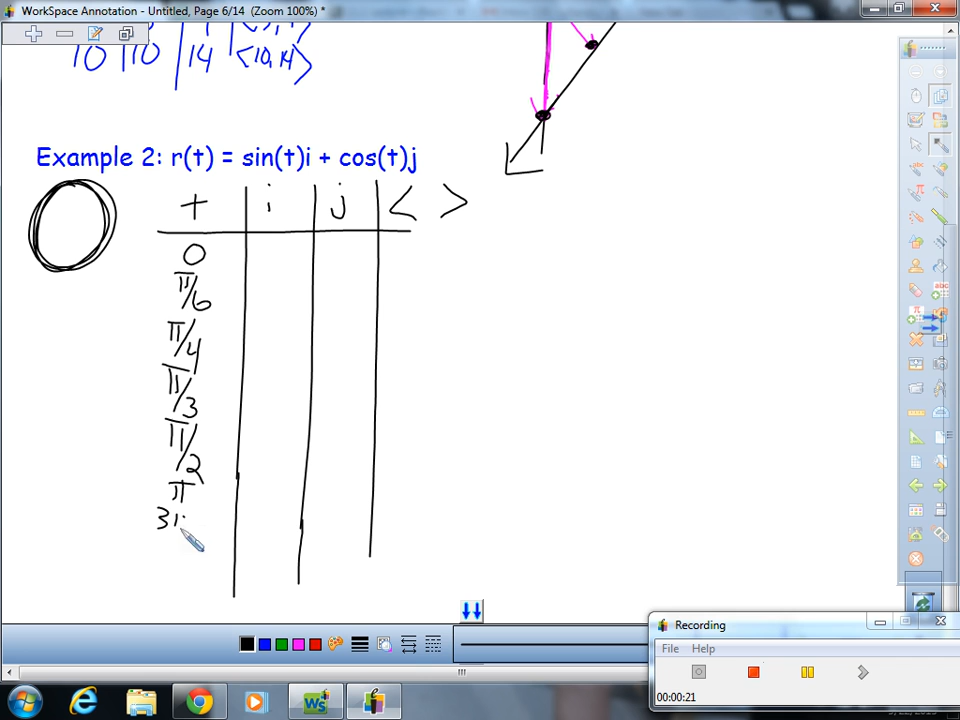 WorkSpace Annotation - Untitled, Page 6/14 (Zoom 100%) *
10 110 14 <10,14>
Example 2: r(t) = sin(t)i + cos(t)j
t i j < >
0
π/6
π/4
π/3
π/2
π
3
Recording
File Help
00:00:21